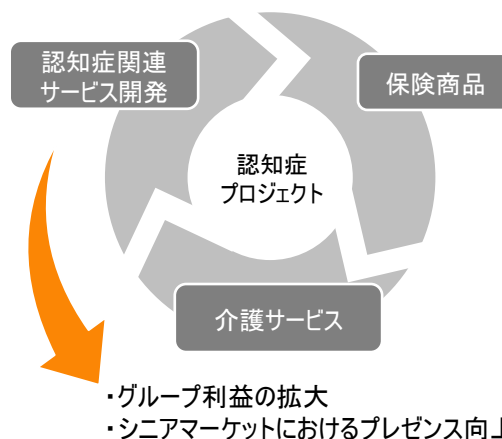 認知症関連
サービス開発
保険商品
認知症
プロジェクト
介護サービス
・グループ利益の拡大
・シニアマーケットにおけるプレゼンス向上